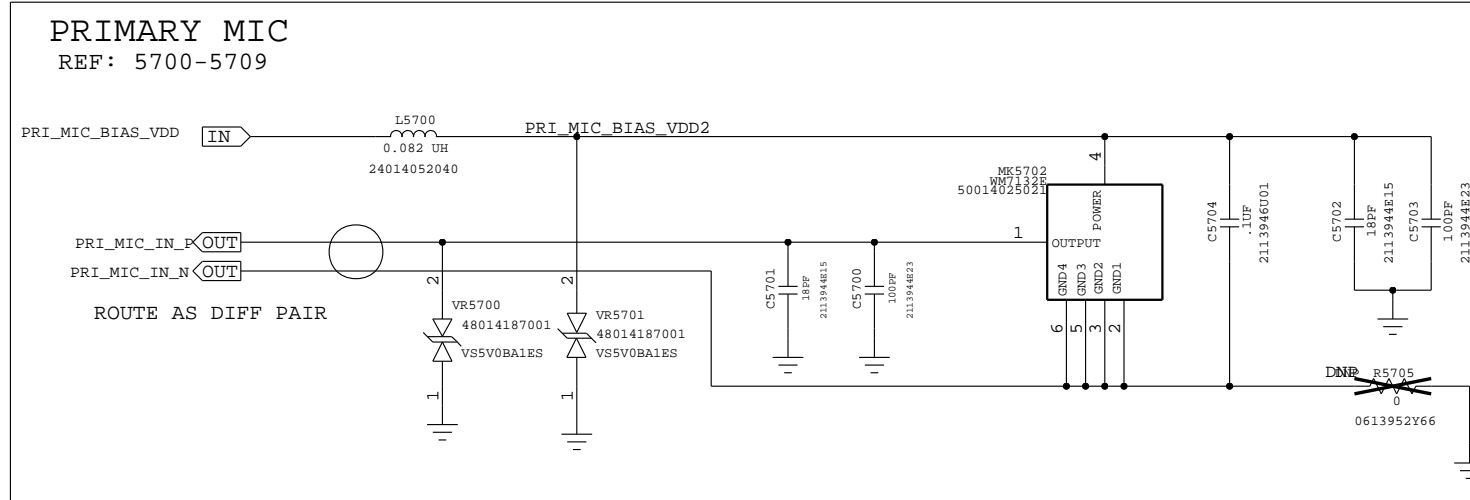 PRIMARY MIC
REF: 5700-5709
PRI_MIC_BIAS_VDD
IN
L5700
0.082 UH
24014052040
PRI_MIC_BIAS_VDD2
4
MK5702
WM7132E
50014025021
POWER
1
OUTPUT
GND4
GND3
GND2
GND1
6
5
3
2
C5704
.1UF
2113946U01
C5702
18PF
2113944E15
C5703
100PF
2113944E23
PRI_MIC_IN_P
OUT
PRI_MIC_IN_N
OUT
ROUTE AS DIFF PAIR
2
VR5700
48014187001
VS5V0BA1ES
1
2
VR5701
48014187001
VS5V0BA1ES
1
C5701
18PF
2113944E15
C5700
100PF
2113944E23
DNP
R5705
0
0613952Y66